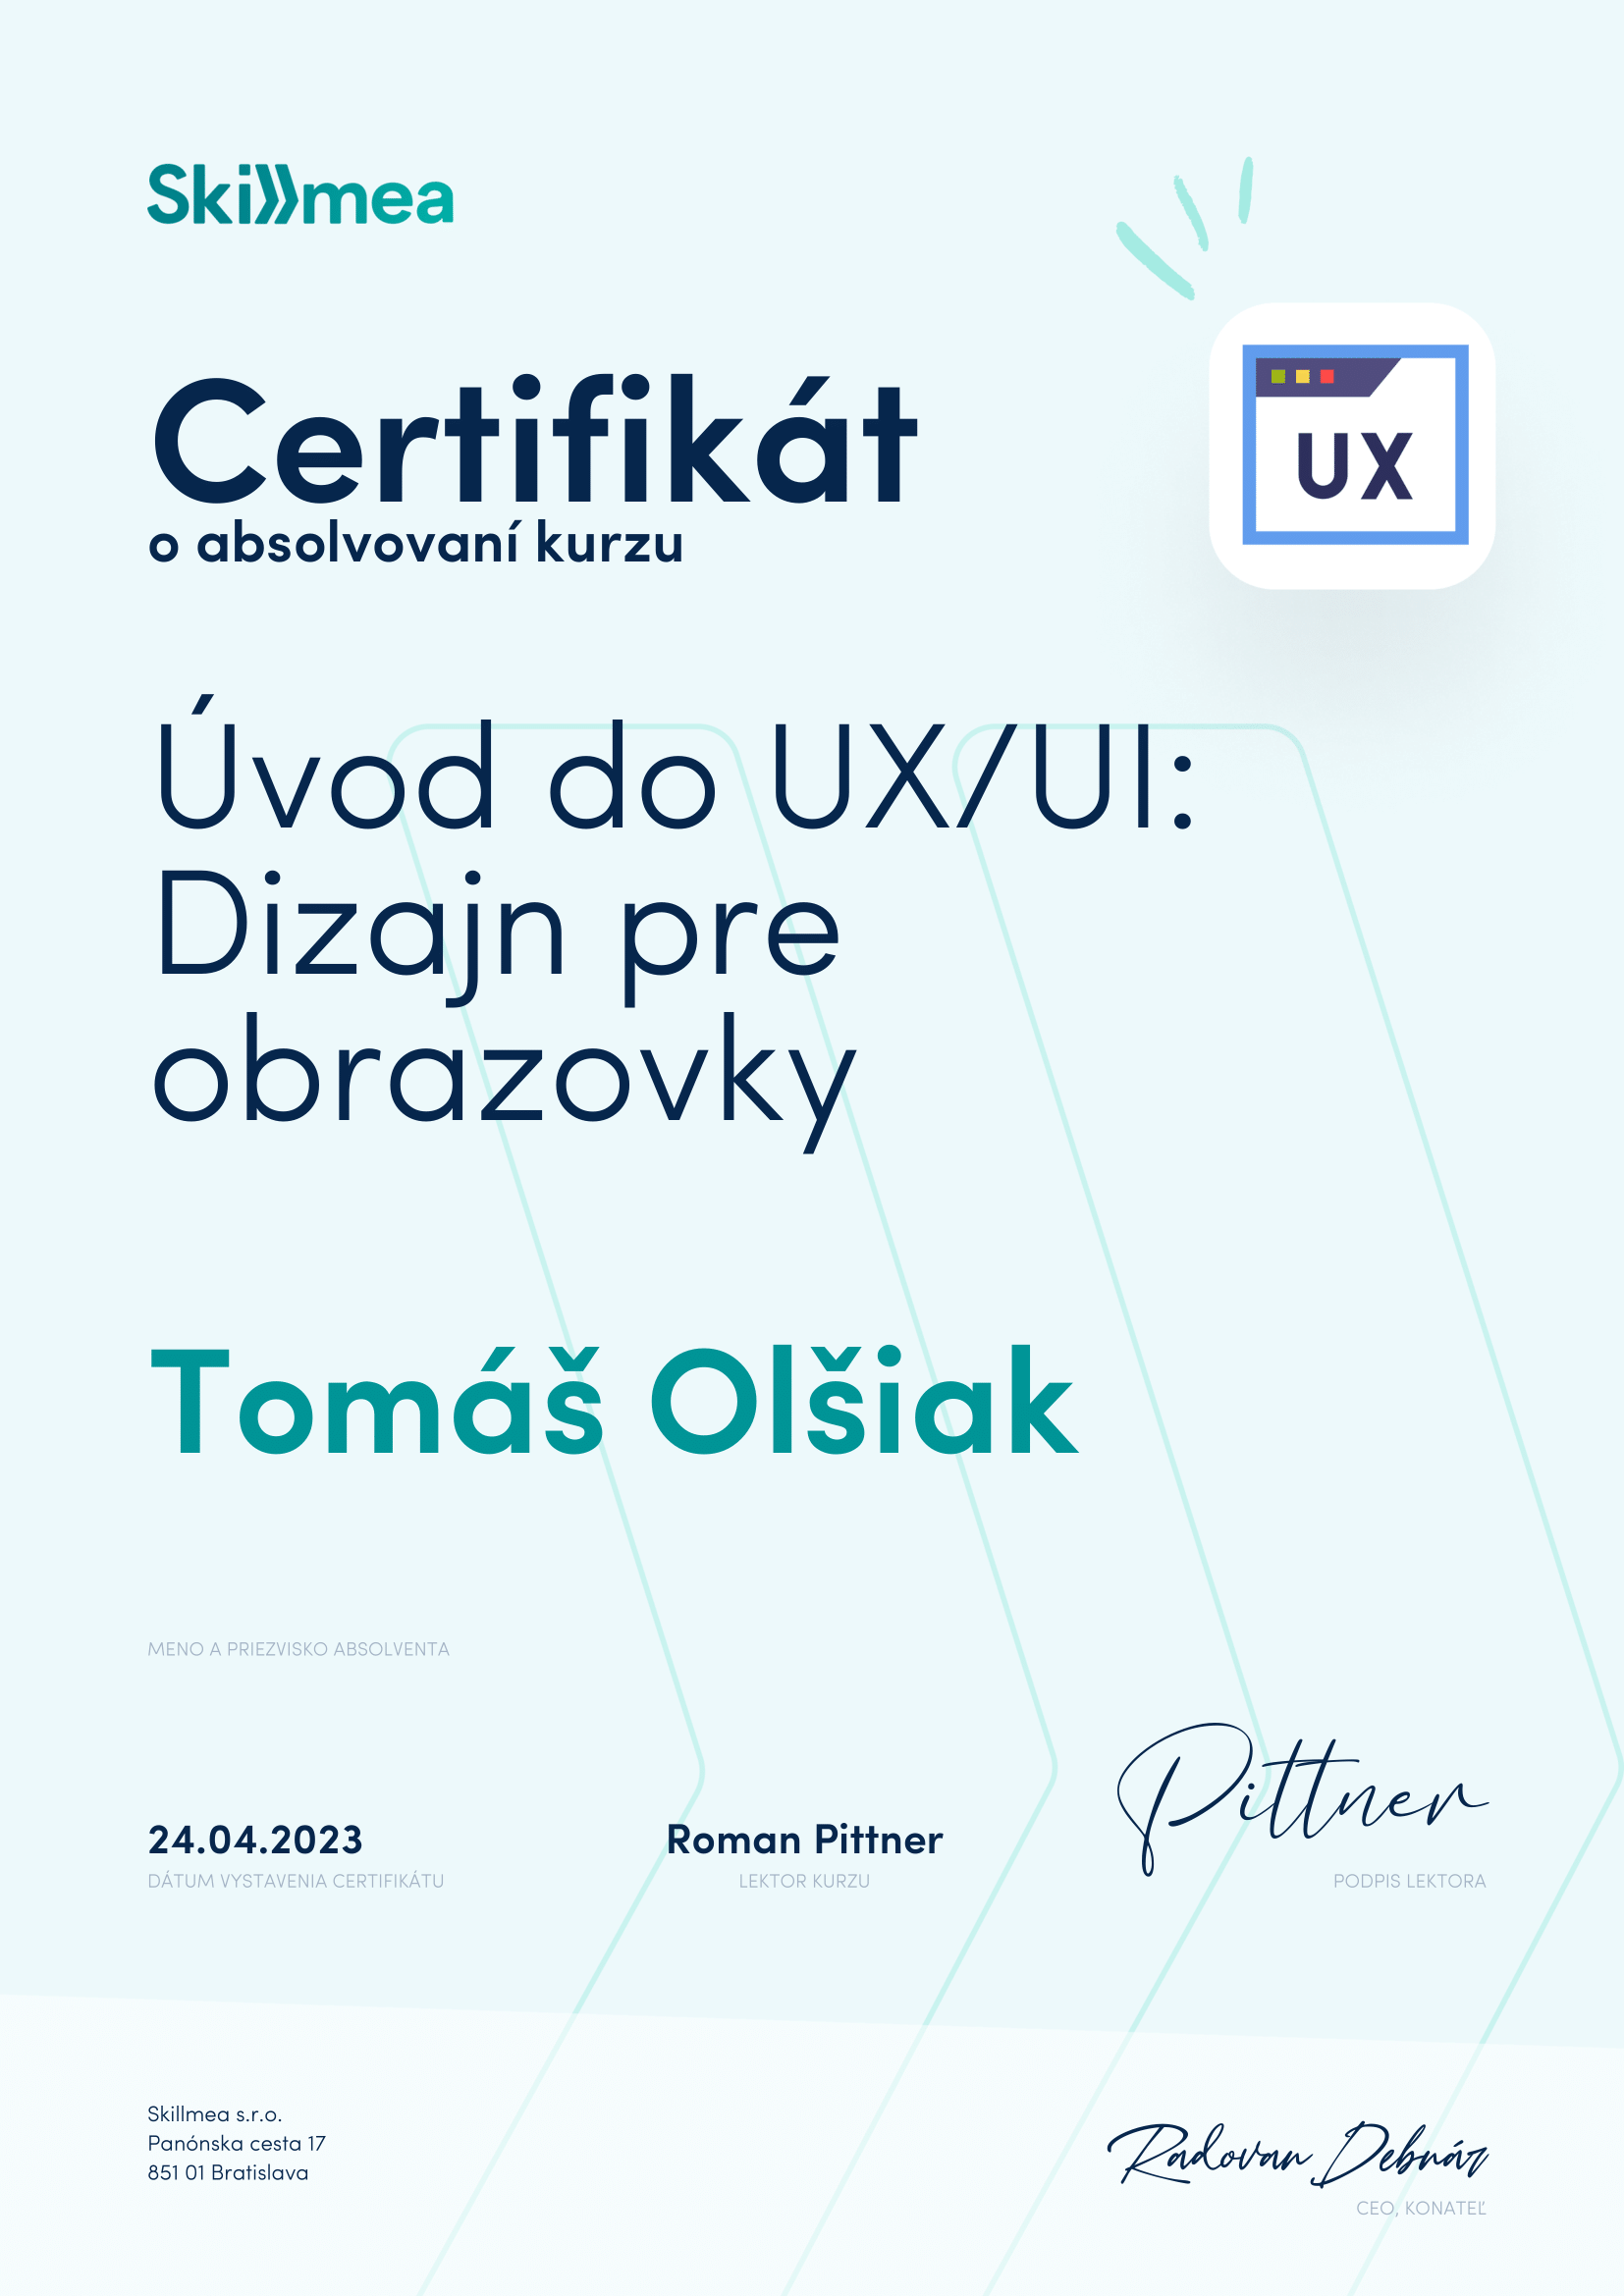 Skillmea
Certifikát
o absolvovaní kurzu
UX
Úvod do UX/UI:
Dizajn pre
obrazovky
Tomáš Olšiak
MENO A PRIEZVISKO ABSOLVENTA
Pittner
24.04.2023
DÁTUM VYSTAVENIA CERTIFIKÁTU
Roman Pittner
LEKTOR KURZU
PODPIS LEKTORA
Skillmea s.r.o.
Panónska cesta 17
851 01 Bratislava
Radovan Debnár
CEO, KONATEĽ